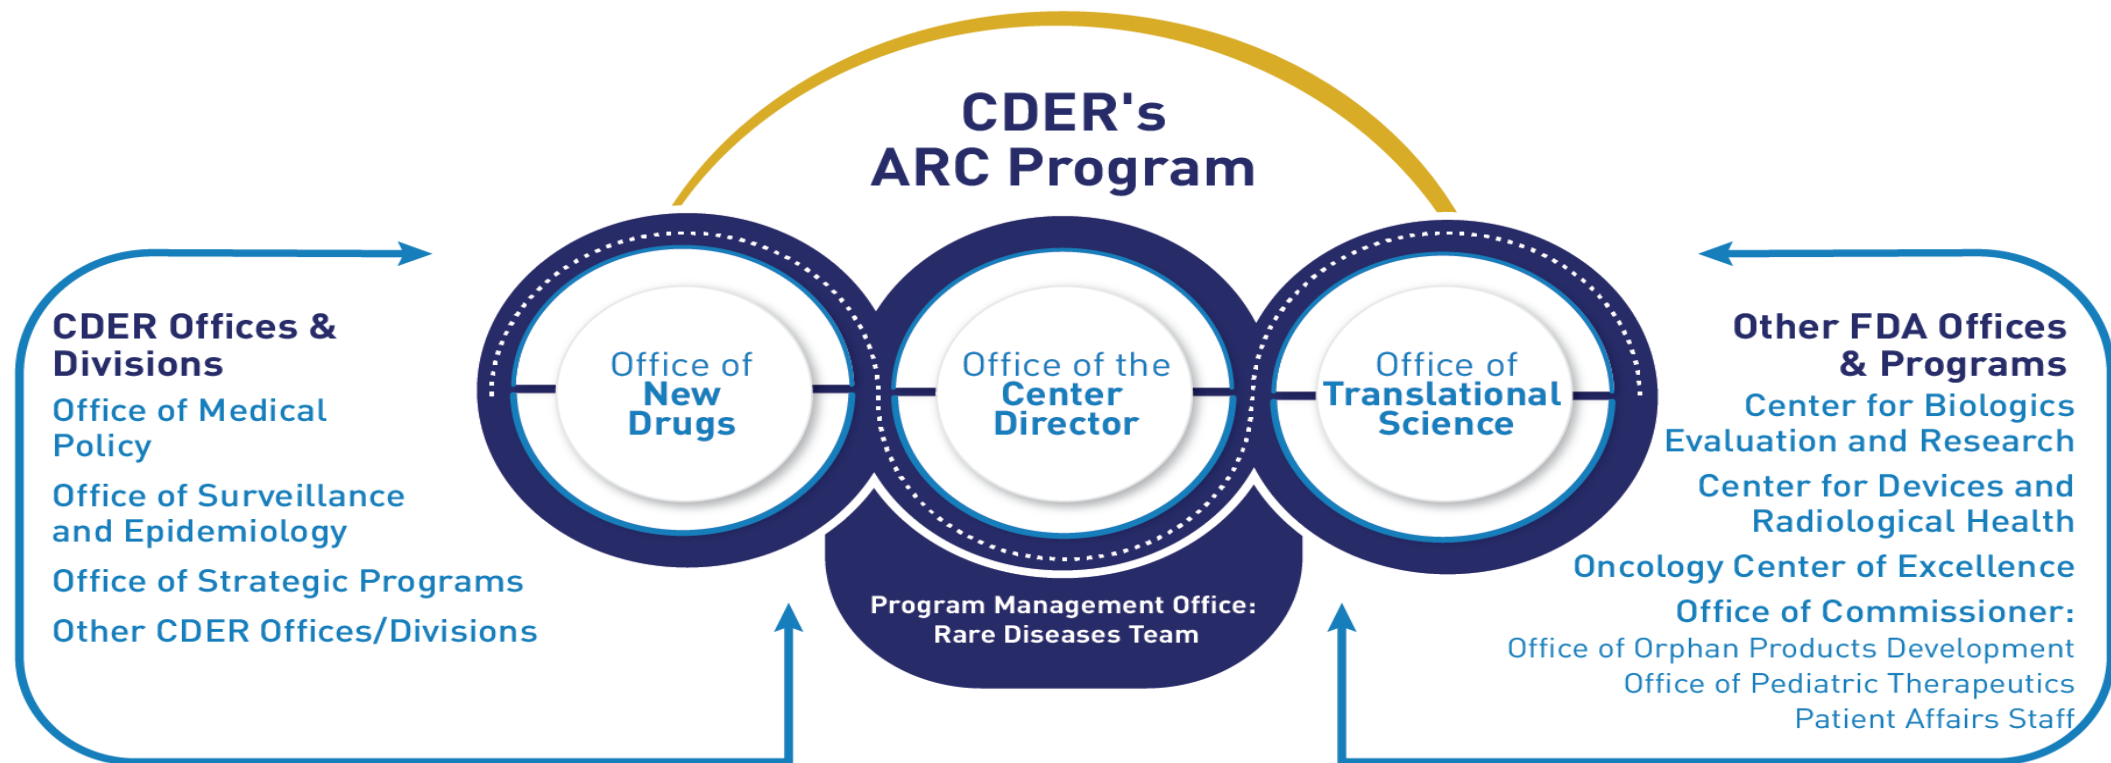 CDER's
ARC Program
CDER Offices &
Divisions
Office of Medical
Policy
Office of Surveillance
and Epidemiology
Office of Strategic Programs
Other CDER Offices/Divisions
Office of
New
Drugs
Office of the
Center
Director
Office of
Translational
Science
Program Management Office:
Rare Diseases Team
Other FDA Offices
& Programs
Center for Biologics
Evaluation and Research
Center for Devices and
Radiological Health
Oncology Center of Excellence
Office of Commissioner:
Office of Orphan Products Development
Office of Pediatric Therapeutics
Patient Affairs Staff